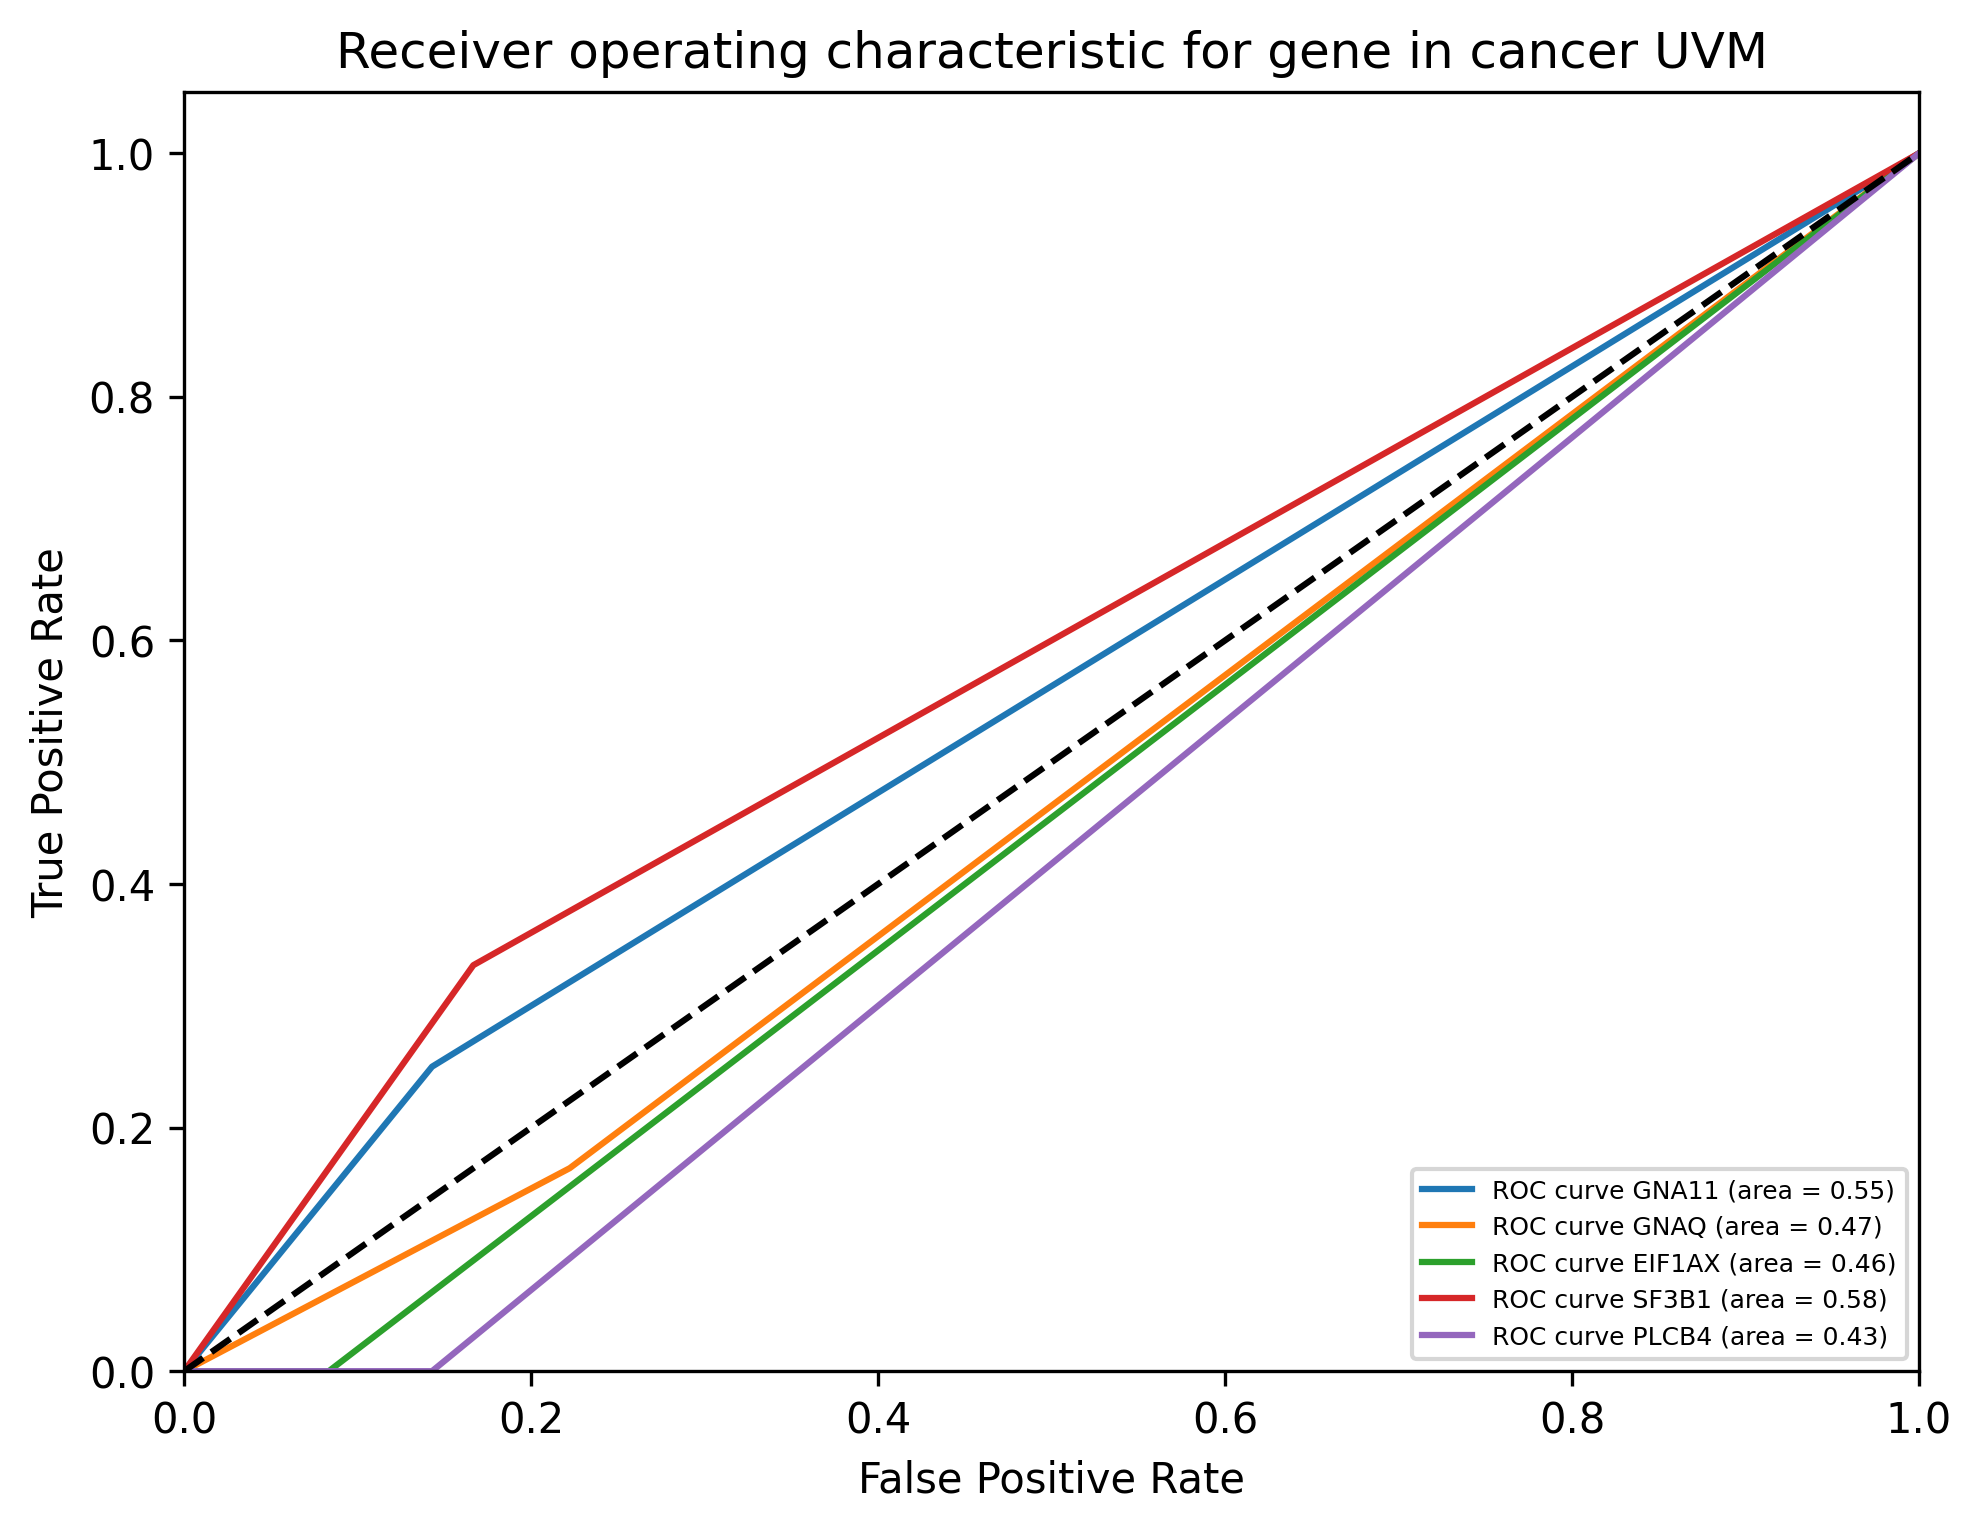 Receiver operating characteristic for gene in cancer UVM
True Positive Rate
1.0
0.8
0.6
0.4
0.2
0.0
ROC curve GNA11 (area = 0.55)
ROC curve GNAQ (area = 0.47)
ROC curve EIF1AX (area = 0.46)
ROC curve SF3B1 (area = 0.58)
ROC curve PLCB4 (area = 0.43)
0.0 0.2 0.4 0.6 0.8 1.0
False Positive Rate